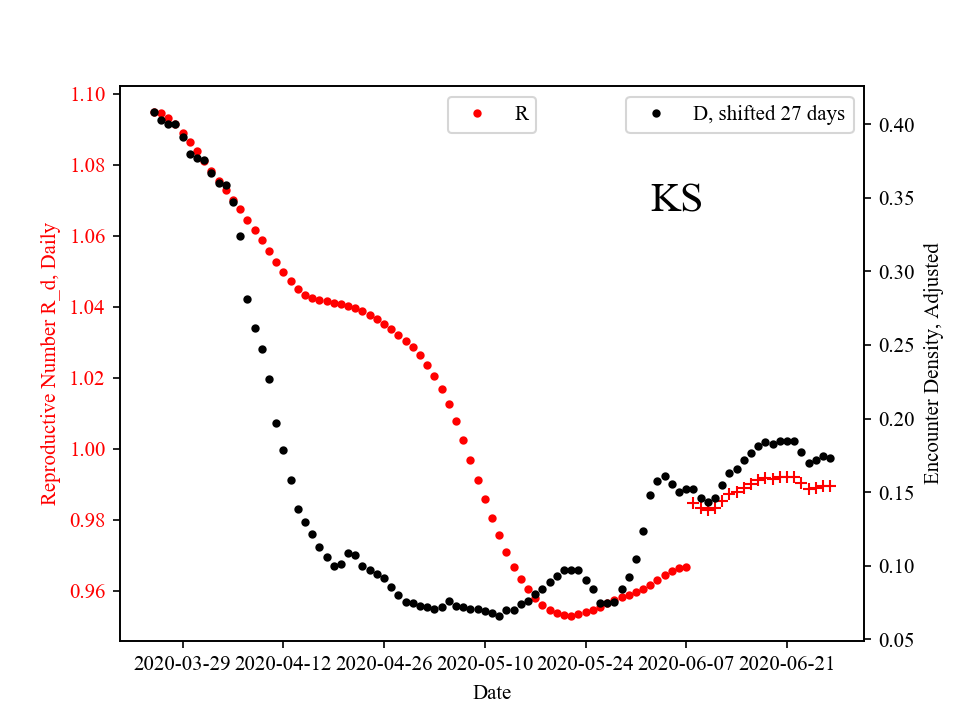 R
D, shifted 27 days
KS
Reproductive Number R_d, Daily
1.10
1.08
1.06
1.04
1.02
1.00
0.98
0.96
0.40
0.35
0.30
0.25
0.20
0.15
0.10
0.05
Encounter Density, Adjusted
2020-03-29 2020-04-12 2020-04-26 2020-05-10 2020-05-24 2020-06-07 2020-06-21
Date